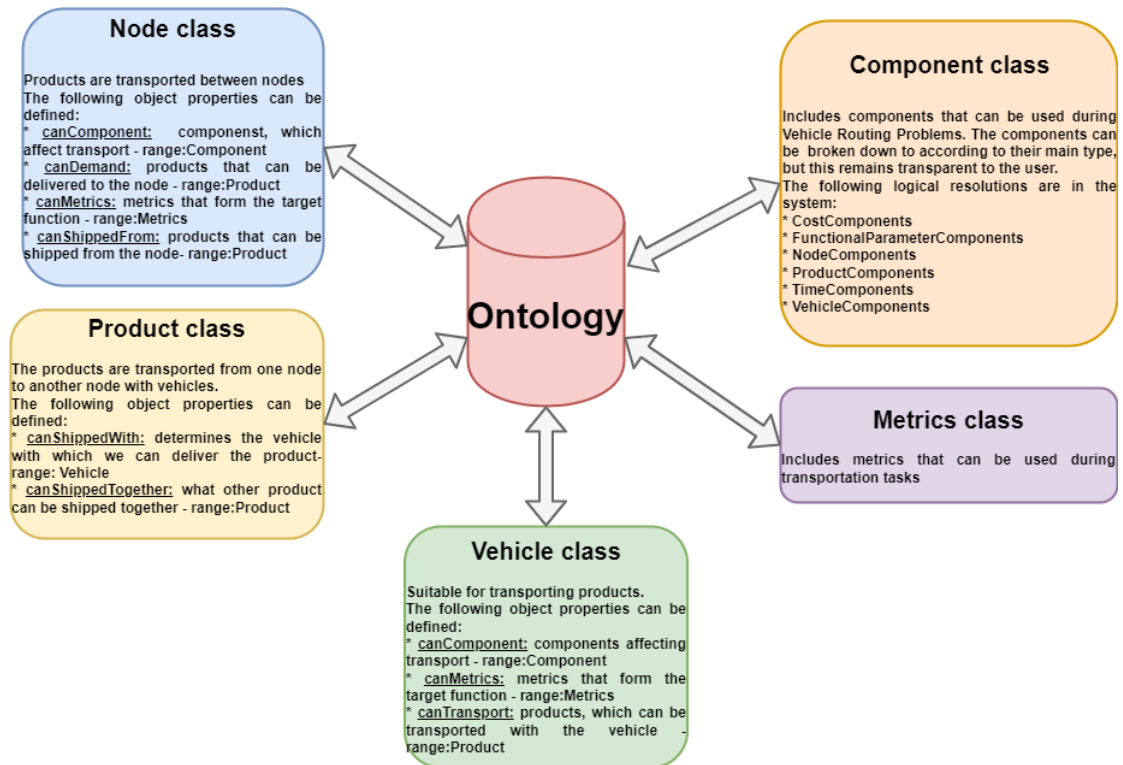 Node class
Products are transported between nodes
The following object properties can be
defined:
* canComponent: componenst, which
affect transport - range:Component
* canDemand: products that can be
delivered to the node - range:Product
* canMetrics: metrics that form the target
function - range:Metrics
* canShippedFrom: products that can be
shipped from the node- range:Product
Component class
Includes components that can be used during
Vehicle Routing Problems. The components can
be broken down to according to their main type,
but this remains transparent to the user.
The following logical resolutions are in the
system:
* CostComponents
* FunctionalParameterComponents
* NodeComponents
* ProductComponents
* TimeComponents
* VehicleComponents
Ontology
Product class
The products are transported from one node
to another node with vehicles.
The following object properties can be
defined:
* canShippedWith: determines the vehicle
with which we can deliver the product-
range: Vehicle
* canShippedTogether: what other product
can be shipped together - range:Product
Metrics class
Includes metrics that can be used during
transportation tasks
Vehicle class
Suitable for transporting products.
The following object properties can be
defined:
* canComponent: components affecting
transport - range:Component
* canMetrics: metrics that form the
target function - range:Metrics
* canTransport: products, which can be
transported with the vehicle -
range:Product